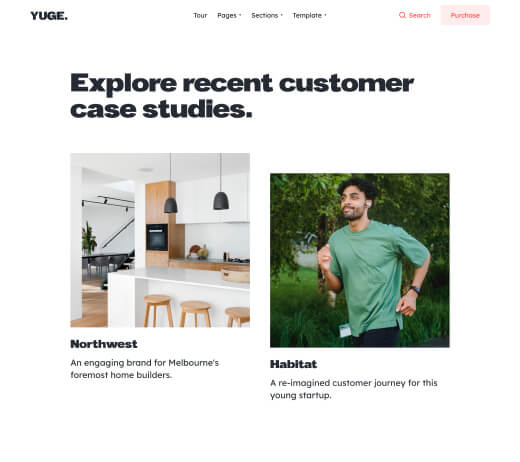 YUGE.
Tour Pages Sections Template Search Purchase
Explore recent customer
case studies.
Northwest
An engaging brand for Melbourne's
foremost home builders.
Habitat
A re-imagined customer journey for this
young startup.